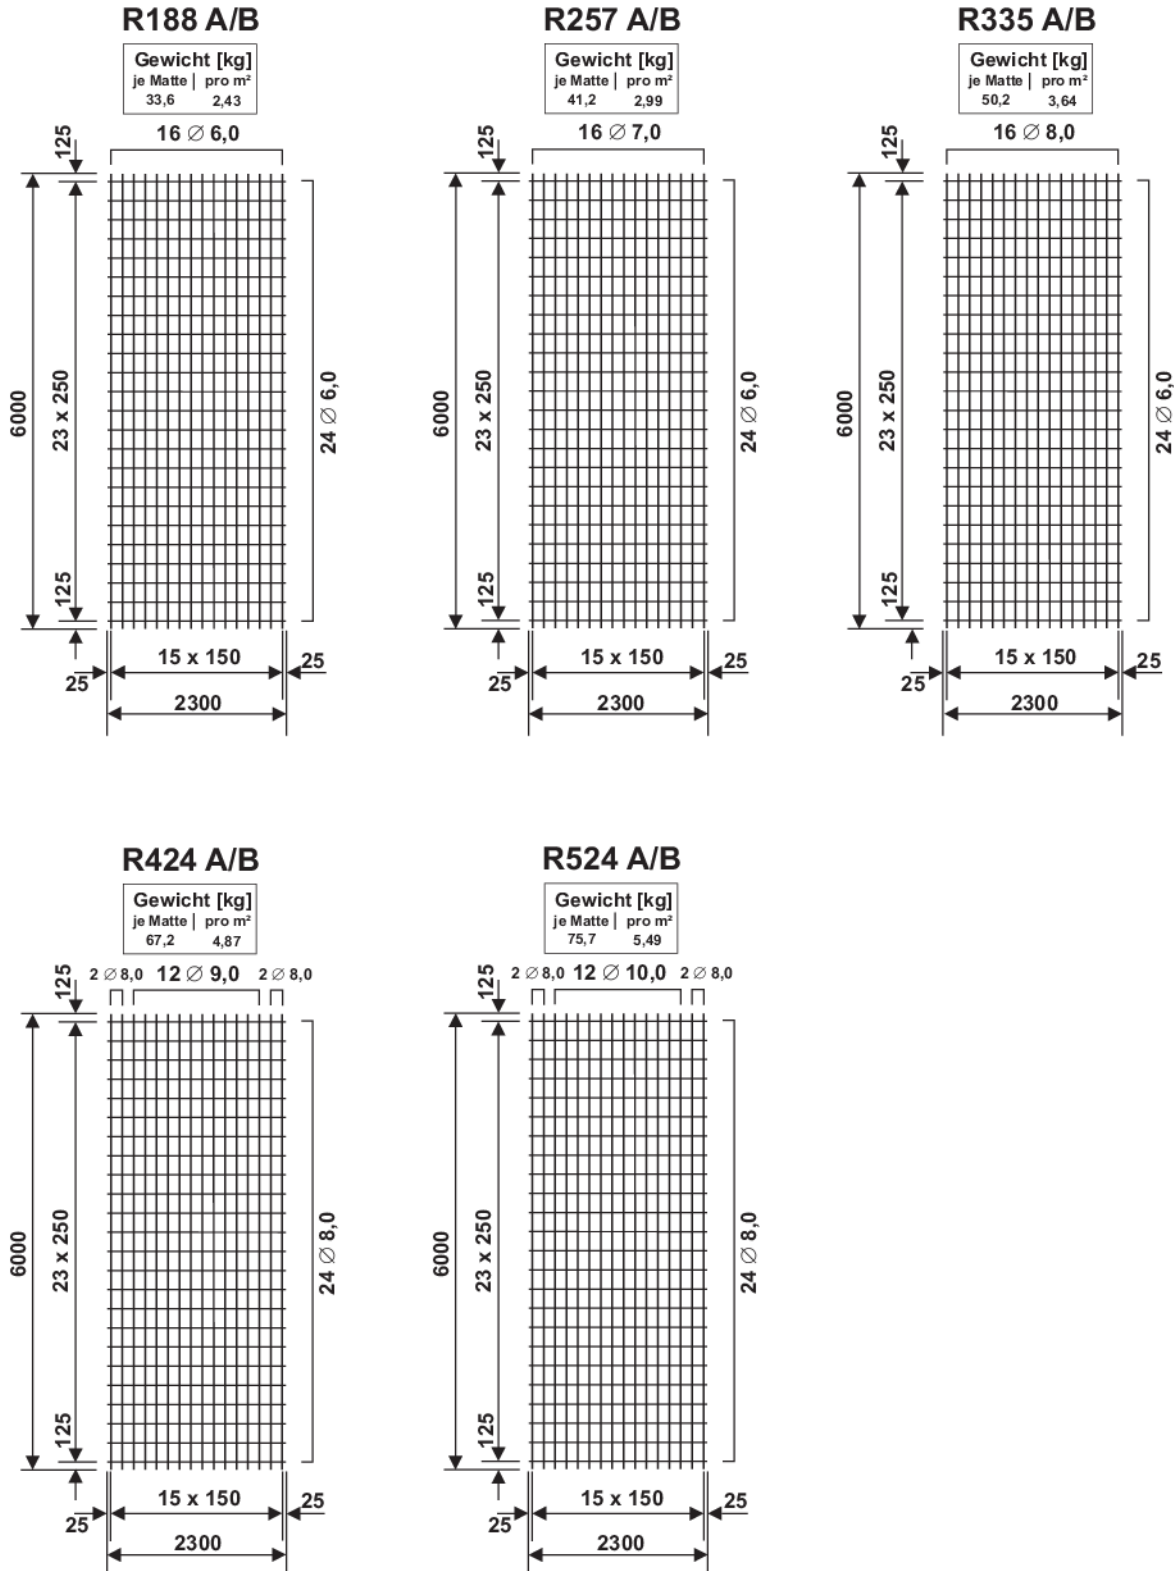 R188 A/B
Gewicht [kg]
je Matte | pro m²
33,6 2,43
16 ∅ 6,0
125
6000
23 x 250
24 ∅ 6,0
125
15 x 150
25
25
2300
R257 A/B
Gewicht [kg]
je Matte | pro m²
41,2 2,99
16 ∅ 7,0
125
6000
23 x 250
24 ∅ 6,0
125
15 x 150
25
25
2300
R335 A/B
Gewicht [kg]
je Matte | pro m²
50,2 3,64
16 ∅ 8,0
125
6000
23 x 250
24 ∅ 6,0
125
15 x 150
25
25
2300
R424 A/B
Gewicht [kg]
je Matte | pro m²
67,2 4,87
2 ∅ 8,0 12 ∅ 9,0 2 ∅ 8,0
125
6000
23 x 250
24 ∅ 8,0
125
15 x 150
25
25
2300
R524 A/B
Gewicht [kg]
je Matte | pro m²
75,7 5,49
2 ∅ 8,0 12 ∅ 10,0 2 ∅ 8,0
125
6000
23 x 250
24 ∅ 8,0
125
15 x 150
25
25
2300